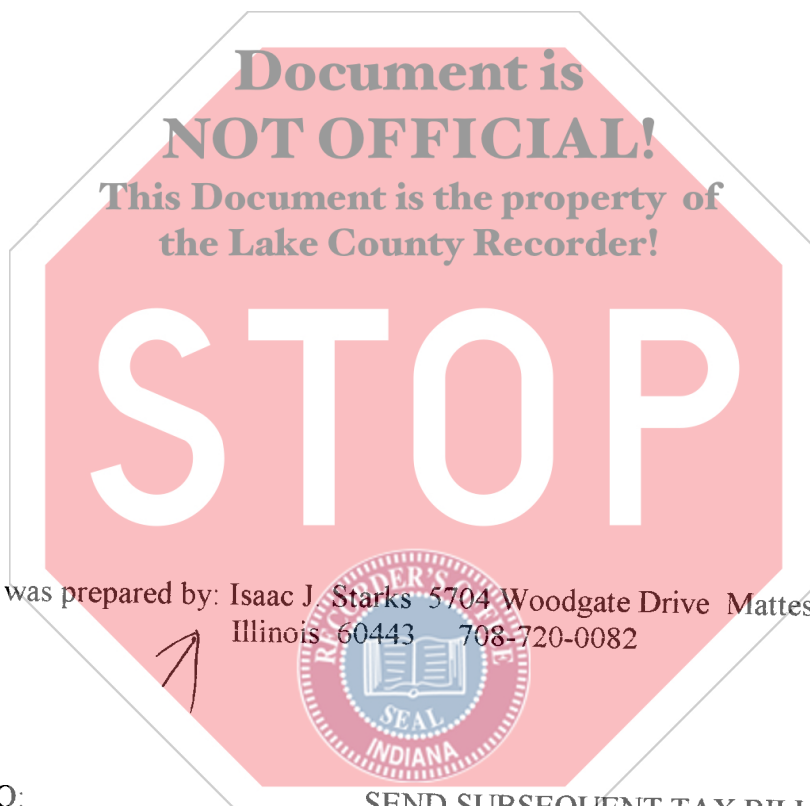 Document is
NOT OFFICIAL!
This Document is the property of
the Lake County Recorder!
STOP
was prepared by: Isaac J. Starks 5704 Woodgate Drive Mattes
Illinois 60443 708-720-0082
RECORDER'S OFFICE
SEAL
INDIANA
O:
SEND SUBSEQUENT TAX BILL